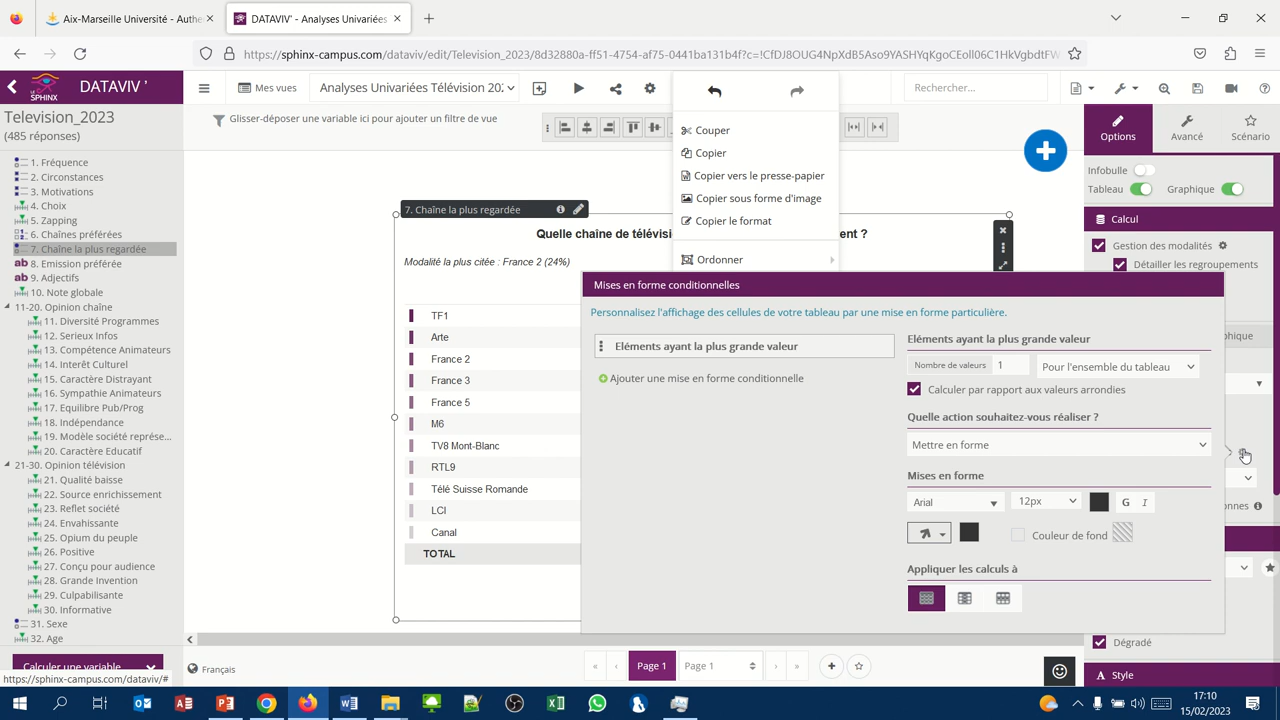 Aix-Marseille Université - Authe
DATAVIV' - Analyses Univariées
https://sphinx-campus.com/dataviv/edit/Television_2023/8d32880a-ff51-4754-af75-0441ba131b4f?c=!CfDJ8OUG4NpXdB5Aso9YASHYqKgoCEoll06C1HkVgbdtFW
LE SPHINX
DATAVIV '
Mes vues
Analyses Univariées Télévision 202
Rechercher...
Television_2023
(485 réponses)
Glisser-déposer une variable ici pour ajouter un filtre de vue
1. Fréquence
2. Circonstances
3. Motivations
4. Choix
5. Zapping
6. Chaînes préférées
7. Chaîne la plus regardée
8. Emission préférée
9. Adjectifs
10. Note globale
11-20. Opinion chaîne
11. Diversité Programmes
12. Serieux Infos
13. Compétence Animateurs
14. Interêt Culturel
15. Caractère Distrayant
16. Sympathie Animateurs
17. Equilibre Pub/Prog
18. Indépendance
19. Modèle société représe...
20. Caractere Educatif
21-30. Opinion télévision
21. Qualité baisse
22. Source enrichissement
23. Reflet société
24. Envahissante
25. Opium du peuple
26. Positive
27. Conçu pour audience
28. Grande Invention
29. Culpabilisante
30. Informative
31. Sexe
32. Age
Calculer une variable
https://sphinx-campus.com/dataviv/#
Couper
Copier
Copier vers le presse-papier
Copier sous forme d'image
Copier le format
Ordonner
7. Chaîne la plus regardée
Quelle chaine de télévisi
ent ?
Modalité la plus citée : France 2 (24%)
TF1
Arte
France 2
France 3
France 5
M6
TV8 Mont-Blanc
RTL9
Télé Suisse Romande
LCI
Canal
TOTAL
Mises en forme conditionnelles
Personnalisez l'affichage des cellules de votre tableau par une mise en forme particulière.
Eléments ayant la plus grande valeur
Ajouter une mise en forme conditionnelle
Eléments ayant la plus grande valeur
Nombre de valeurs 1 Pour l'ensemble du tableau
Calculer par rapport aux valeurs arrondies
Quelle action souhaitez-vous réaliser ?
Mettre en forme
Mises en forme
Arial 12px G I
Couleur de fond
Appliquer les calculs à
Options Avancé Scénario
Infobulle
Tableau Graphique
Calcul
Gestion des modalités
Détailler les regroupements
phique
onnes
Dégradé
Style
Français
« ‹ Page 1 Page 1 › »
17:10
15/02/2023